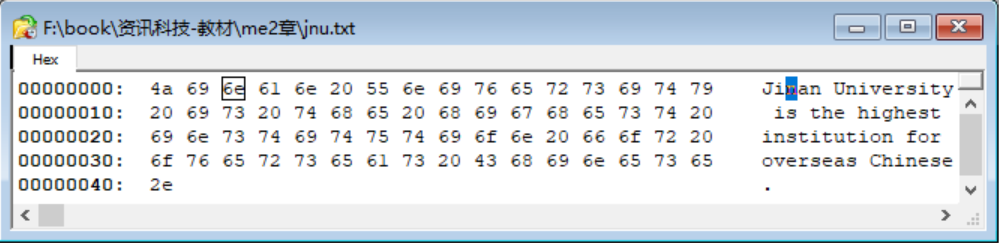 F:\book\资讯科技-教材\me2章\jnu.txt
Hex
00000000: 4a 69 6e 61 6e 20 55 6e 69 76 65 72 73 69 74 79 Jinan University
00000010: 20 69 73 20 74 68 65 20 68 69 67 68 65 73 74 20 is the highest
00000020: 69 6e 73 74 69 74 75 74 69 6f 6e 20 66 6f 72 20 institution for
00000030: 6f 76 65 72 73 65 61 73 20 43 68 69 6e 65 73 65 overseas Chinese
00000040: 2e .